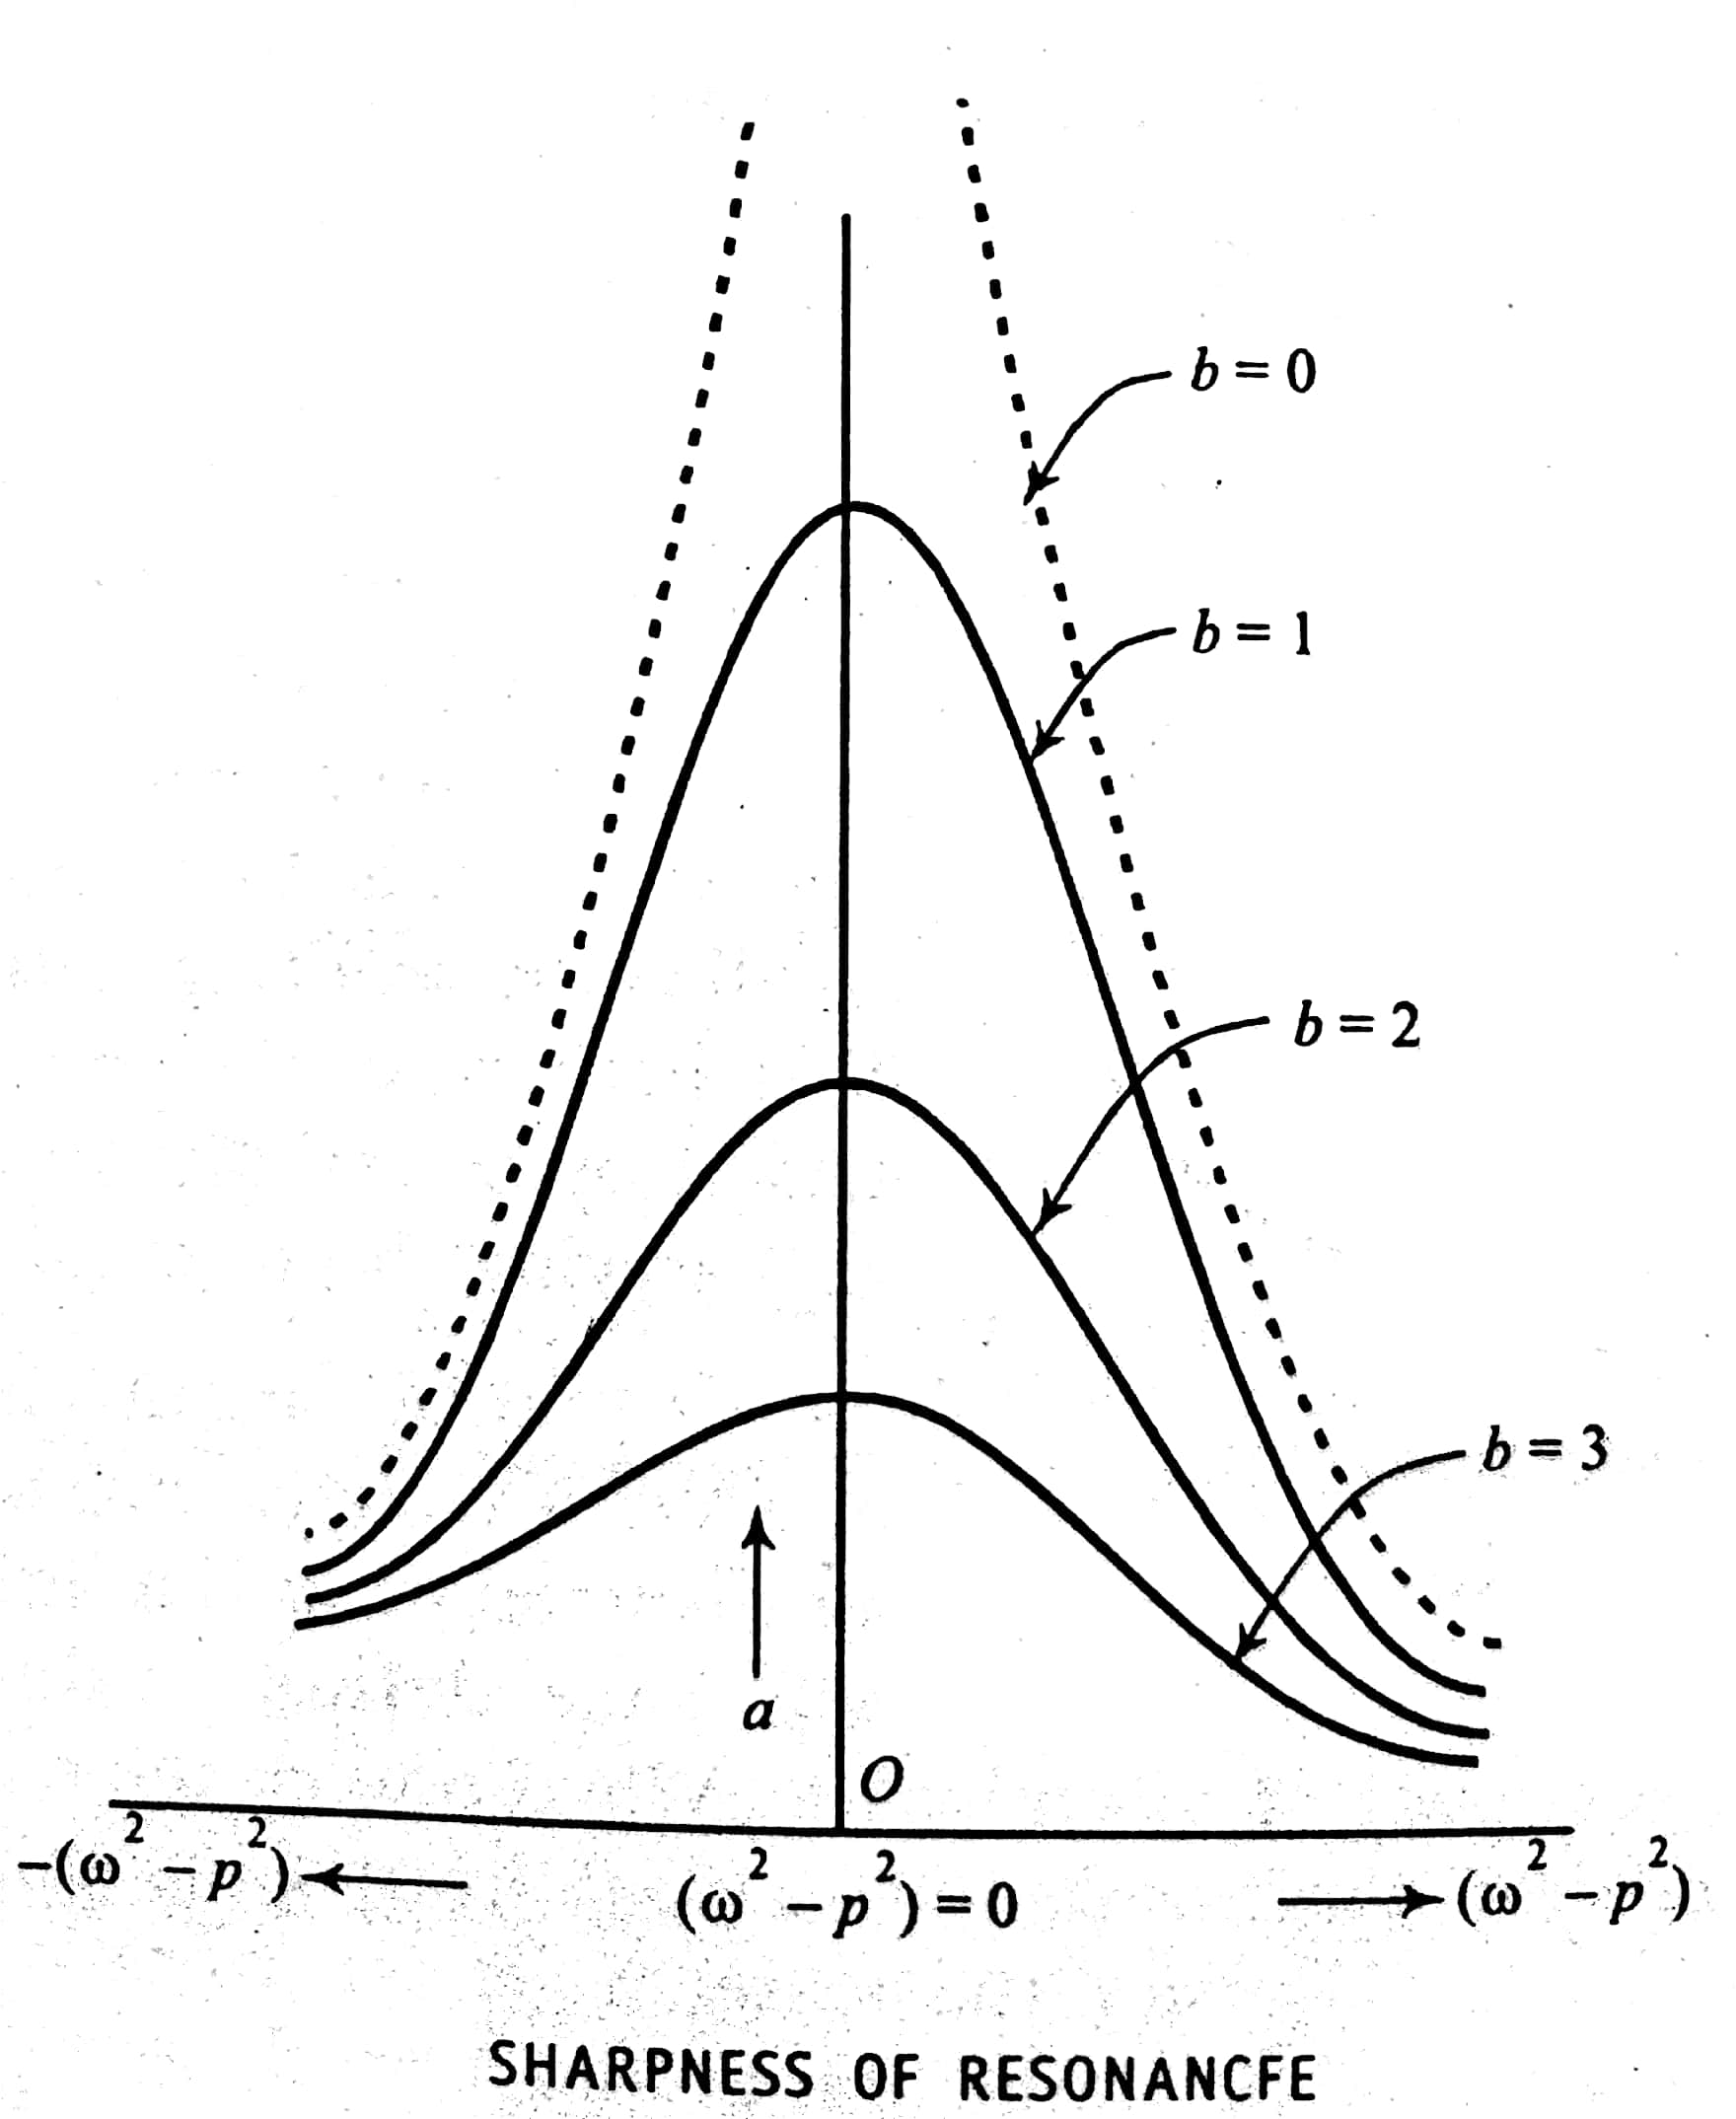 b = 0
b = 1
b = 2
b = 3
a
O
−(ω² − p²)
(ω² − p²) = 0
(ω² − p²)
SHARPNESS OF RESONANCFE